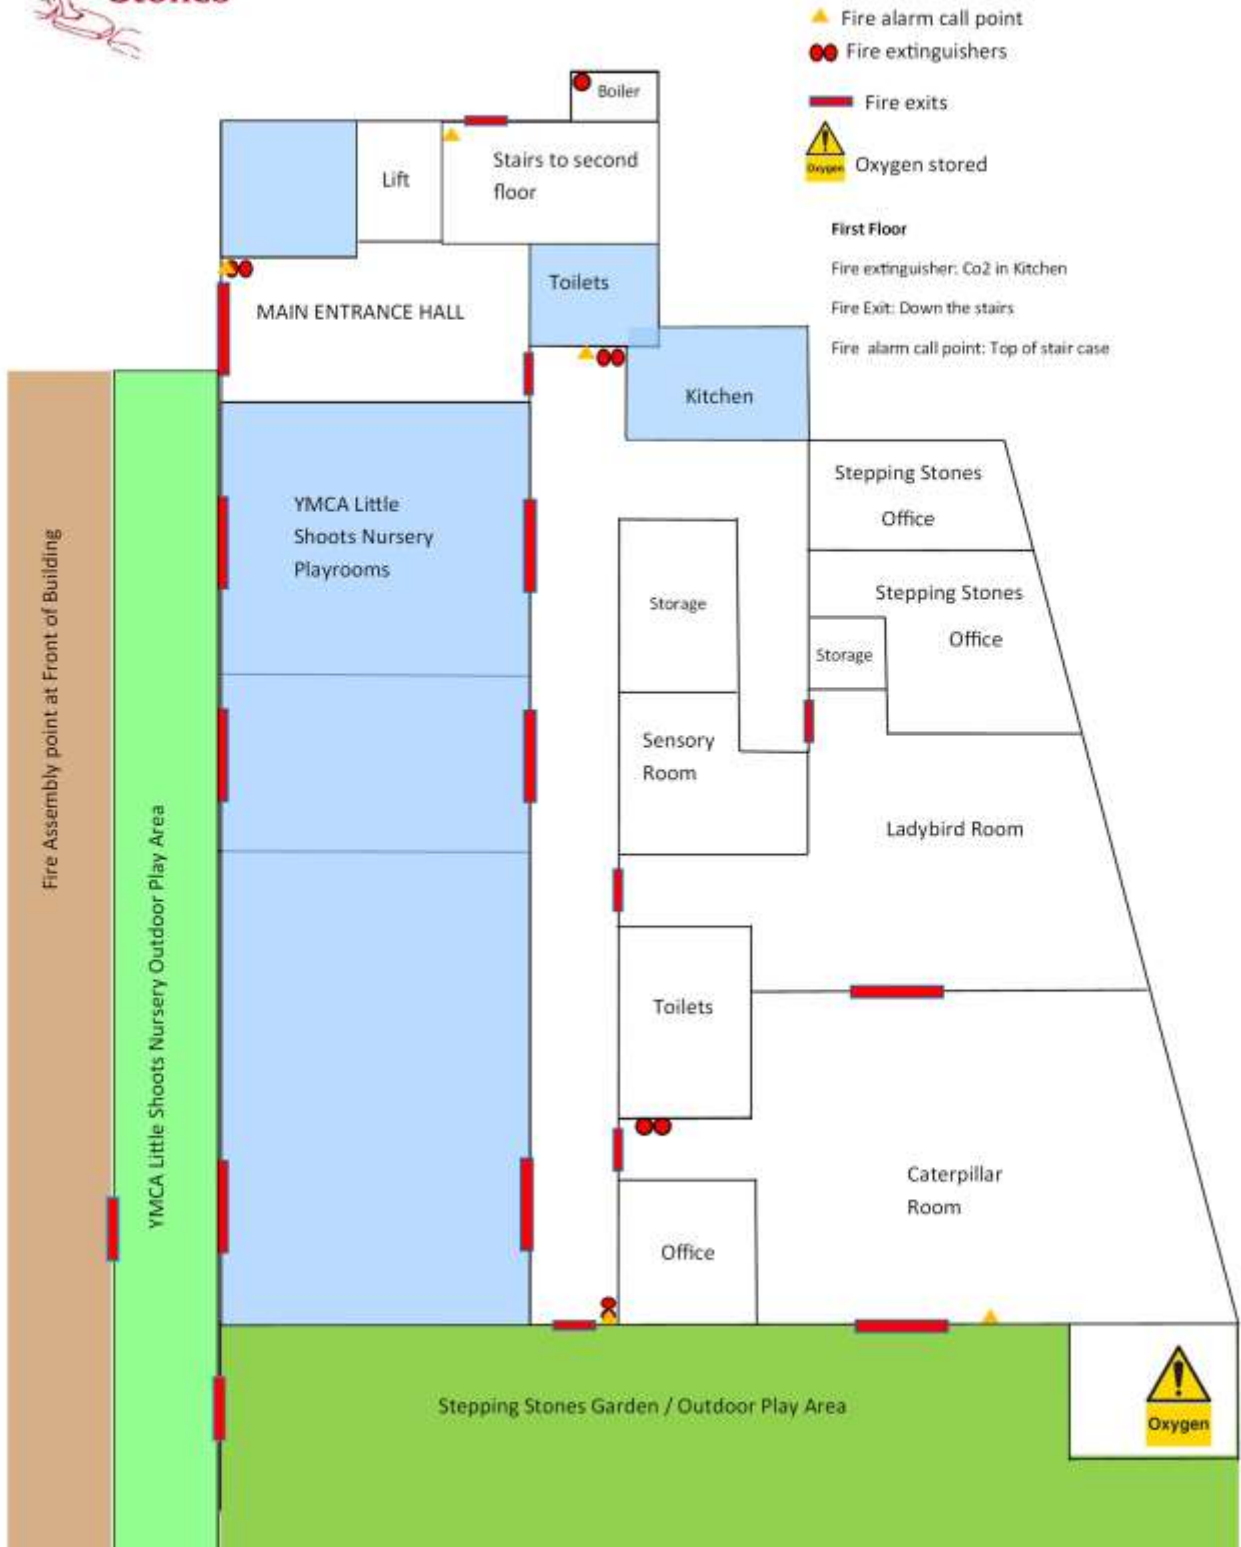 Fire alarm call point
Fire extinguishers
Fire exits
Oxygen
Oxygen stored
First Floor
Fire extinguisher: Co2 in Kitchen
Fire Exit: Down the stairs
Fire alarm call point: Top of stair case
Boiler
Lift
Stairs to second
floor
Toilets
MAIN ENTRANCE HALL
Kitchen
Stepping Stones
Office
YMCA Little
Shoots Nursery
Playrooms
Storage
Stepping Stones
Office
Storage
Sensory
Room
Ladybird Room
Fire Assembly point at Front of Building
YMCA Little Shoots Nursery Outdoor Play Area
Toilets
Caterpillar
Room
Office
Stepping Stones Garden / Outdoor Play Area
Oxygen